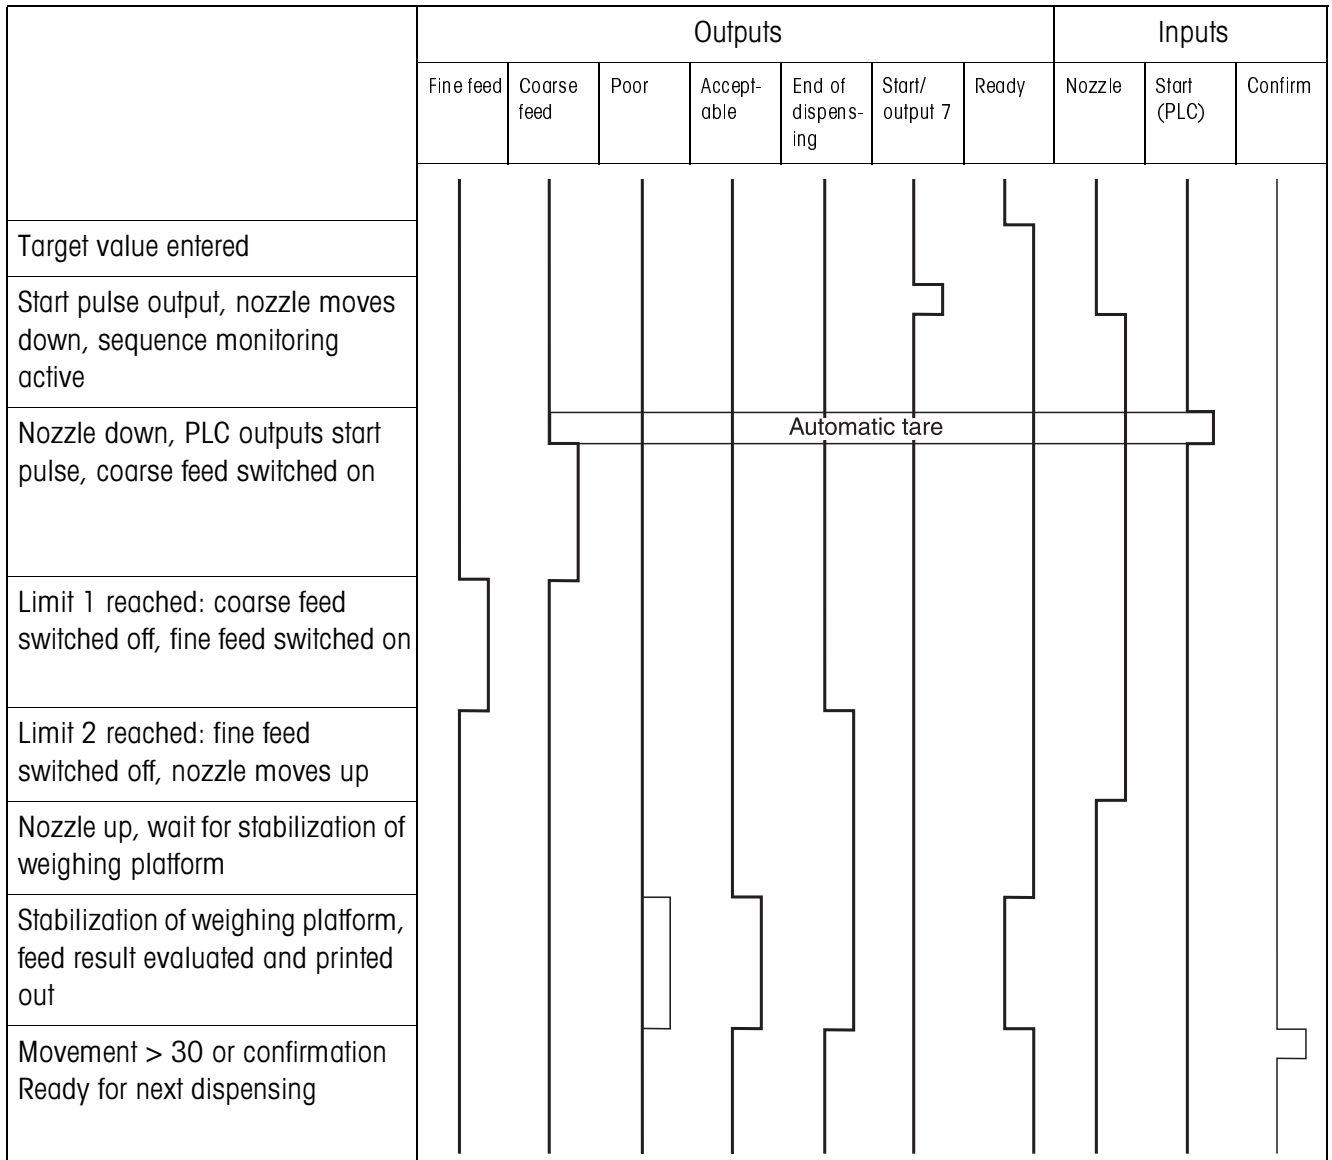 Outputs
Inputs
Fine feed
Coarse
feed
Poor
Accept-
able
End of
dispens-
ing
Start/
output 7
Ready
Nozzle
Start
(PLC)
Confirm
Target value entered
Start pulse output, nozzle moves
down, sequence monitoring
active
Nozzle down, PLC outputs start
pulse, coarse feed switched on
Automatic tare
Limit 1 reached: coarse feed
switched off, fine feed switched on
Limit 2 reached: fine feed
switched off, nozzle moves up
Nozzle up, wait for stabilization of
weighing platform
Stabilization of weighing platform,
feed result evaluated and printed
out
Movement > 30 or confirmation
Ready for next dispensing